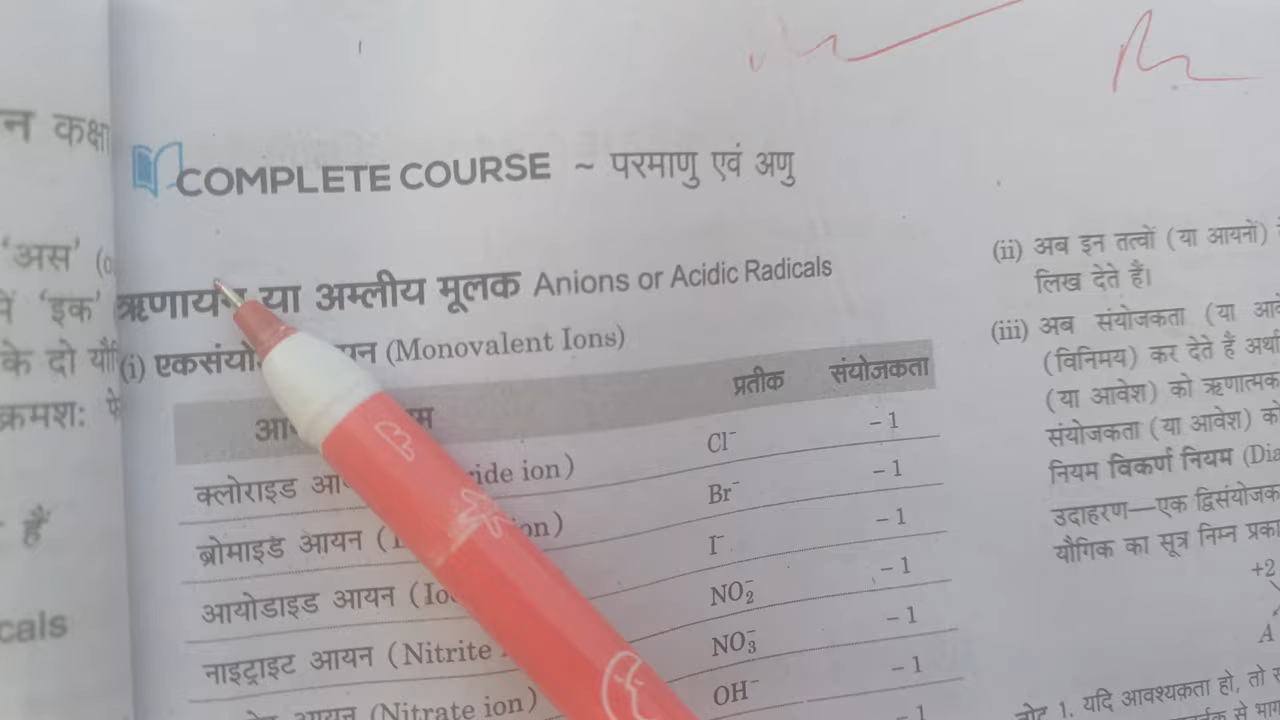 न कक्षा
'अस'
'इक'
के दो
क्रमशः
हैं
cals
COMPLETE COURSE ~ परमाणु एवं अणु
ऋणायन या अम्लीय मूलक Anions or Acidic Radicals
(i) एकसंयो यन (Monovalent Ions)
प्रतीक संयोजकता
क्लोराइड आ ride ion) Cl⁻ – 1
ब्रोमाइड आयन ( on) Br⁻ – 1
आयोडाइड आयन (Io I⁻ – 1
नाइट्राइट आयन (Nitrite NO₂⁻ – 1
(Nitrate ion) NO₃⁻ – 1
OH⁻ – 1
– 1
(ii) अब इन तत्वों (या आयनों)
लिख देते हैं।
(iii) अब संयोजकता (या
(विनिमय) कर देते हैं अर्था
(या आवेश) को ऋणात्मक
संयोजकता (या आवेश) को
नियम विकर्ण नियम (Dia
उदाहरण—एक द्विसंयोजक
यौगिक का सूत्र निम्न प्रका
+2
A
नोट 1. यदि आवश्यकता हो, तो
से भाग